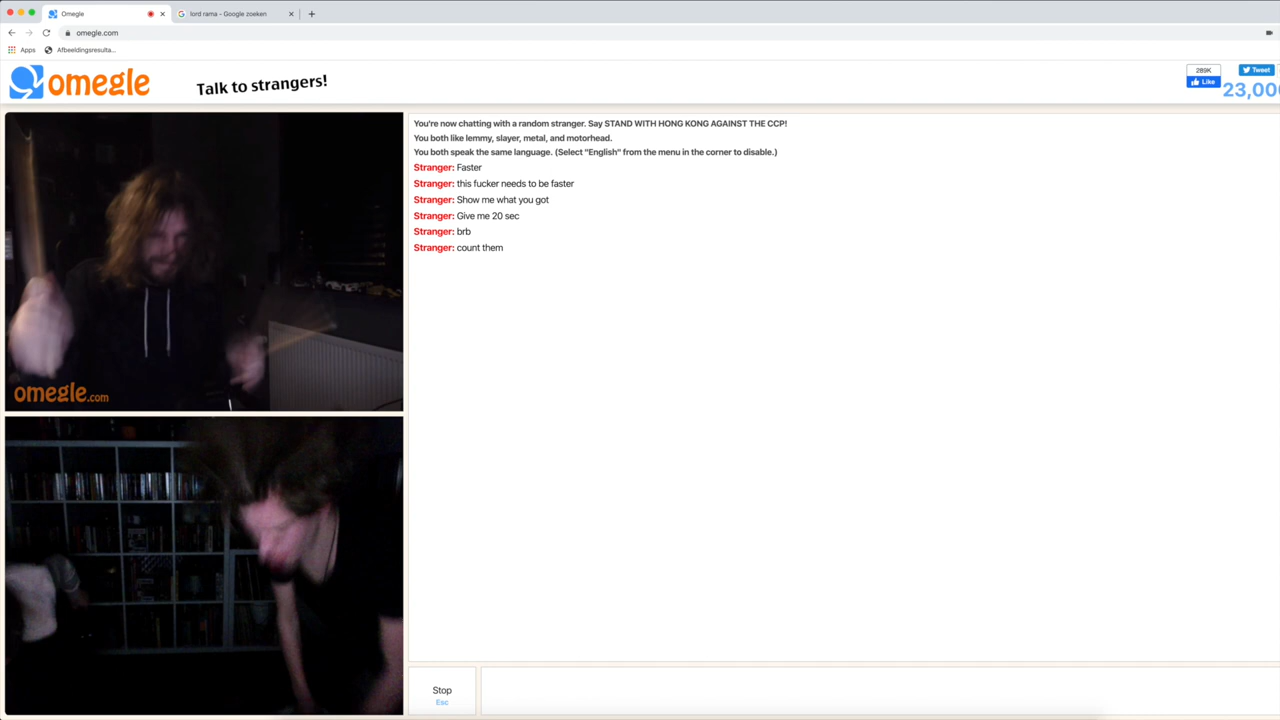 Omegle
lord rama - Google zoeken
omegle.com
Apps
Afbeeldingsresulta...
omegle
Talk to strangers!
289K
Like
Tweet
23,00
You're now chatting with a random stranger. Say STAND WITH HONG KONG AGAINST THE CCP!
You both like lemmy, slayer, metal, and motorhead.
You both speak the same language. (Select "English" from the menu in the corner to disable.)
Stranger: Faster
Stranger: this fucker needs to be faster
Stranger: Show me what you got
Stranger: Give me 20 sec
Stranger: brb
Stranger: count them
omegle.com
Stop
Esc